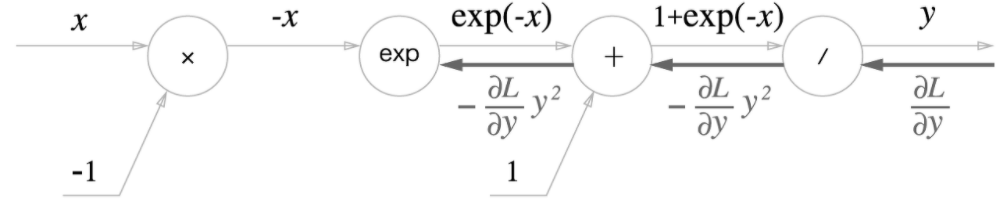 x -x exp(-x) 1+exp(-x) y
× exp + /
- ∂L/∂y y² - ∂L/∂y y² ∂L/∂y
-1 1